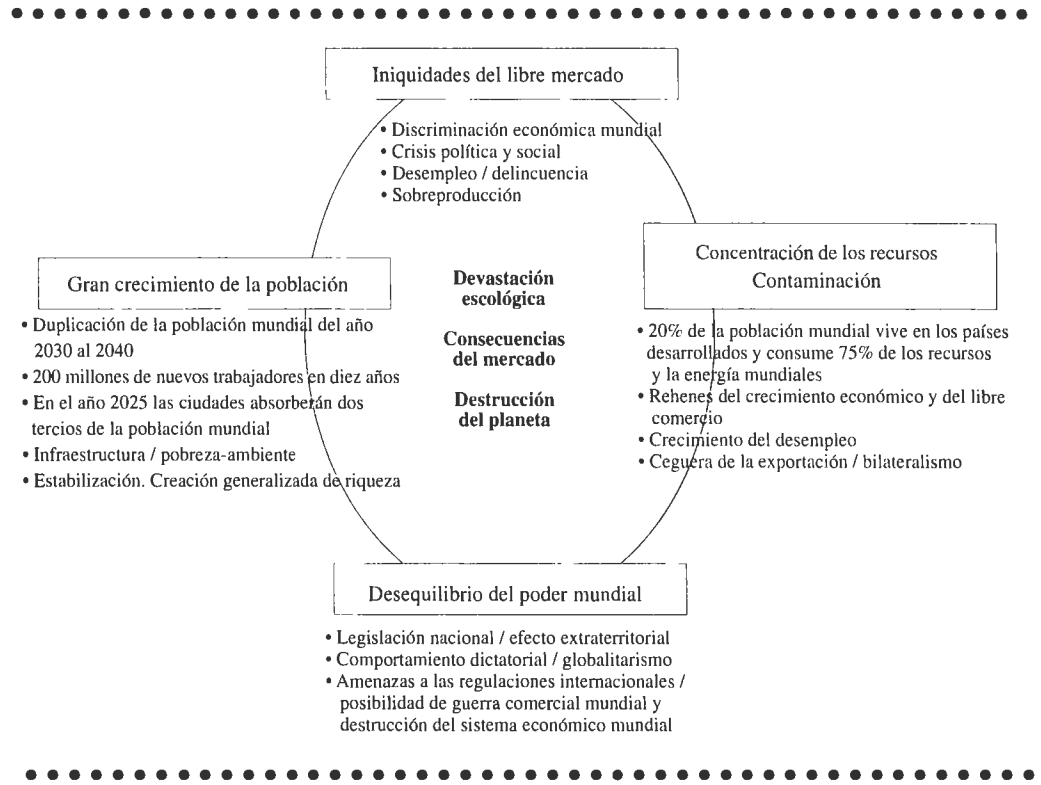 Iniquidades del libre mercado
• Discriminación económica mundial
• Crisis política y social
• Desempleo / delincuencia
• Sobreproducción
Gran crecimiento de la población
• Duplicación de la población mundial del año
2030 al 2040
• 200 millones de nuevos trabajadores en diez años
• En el año 2025 las ciudades absorberán dos
tercios de la población mundial
• Infraestructura / pobreza-ambiente
• Estabilización. Creación generalizada de riqueza
Devastación
escológica
Consecuencias
del mercado
Destrucción
del planeta
Concentración de los recursos
Contaminación
• 20% de la población mundial vive en los países
desarrollados y consume 75% de los recursos
y la energía mundiales
• Rehenes del crecimiento económico y del libre
comercio
• Crecimiento del desempleo
• Ceguera de la exportación / bilateralismo
Desequilibrio del poder mundial
• Legislación nacional / efecto extraterritorial
• Comportamiento dictatorial / globalitarismo
• Amenazas a las regulaciones internacionales /
posibilidad de guerra comercial mundial y
destrucción del sistema económico mundial